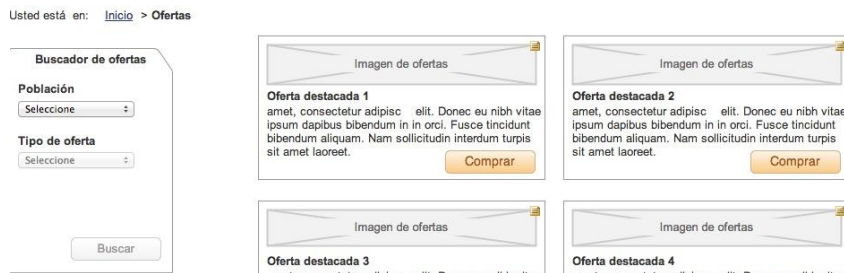 Usted está en: Inicio > Ofertas
Buscador de ofertas
Población
Seleccione
Tipo de oferta
Seleccione
Buscar
Imagen de ofertas
Oferta destacada 1
amet, consectetur adipisc elit. Donec eu nibh vitae
ipsum dapibus bibendum in in orci. Fusce tincidunt
bibendum aliquam. Nam sollicitudin interdum turpis
sit amet laoreet.
Comprar
Imagen de ofertas
Oferta destacada 2
amet, consectetur adipisc elit. Donec eu nibh vitae
ipsum dapibus bibendum in in orci. Fusce tincidunt
bibendum aliquam. Nam sollicitudin interdum turpis
sit amet laoreet.
Comprar
Imagen de ofertas
Oferta destacada 3
Imagen de ofertas
Oferta destacada 4